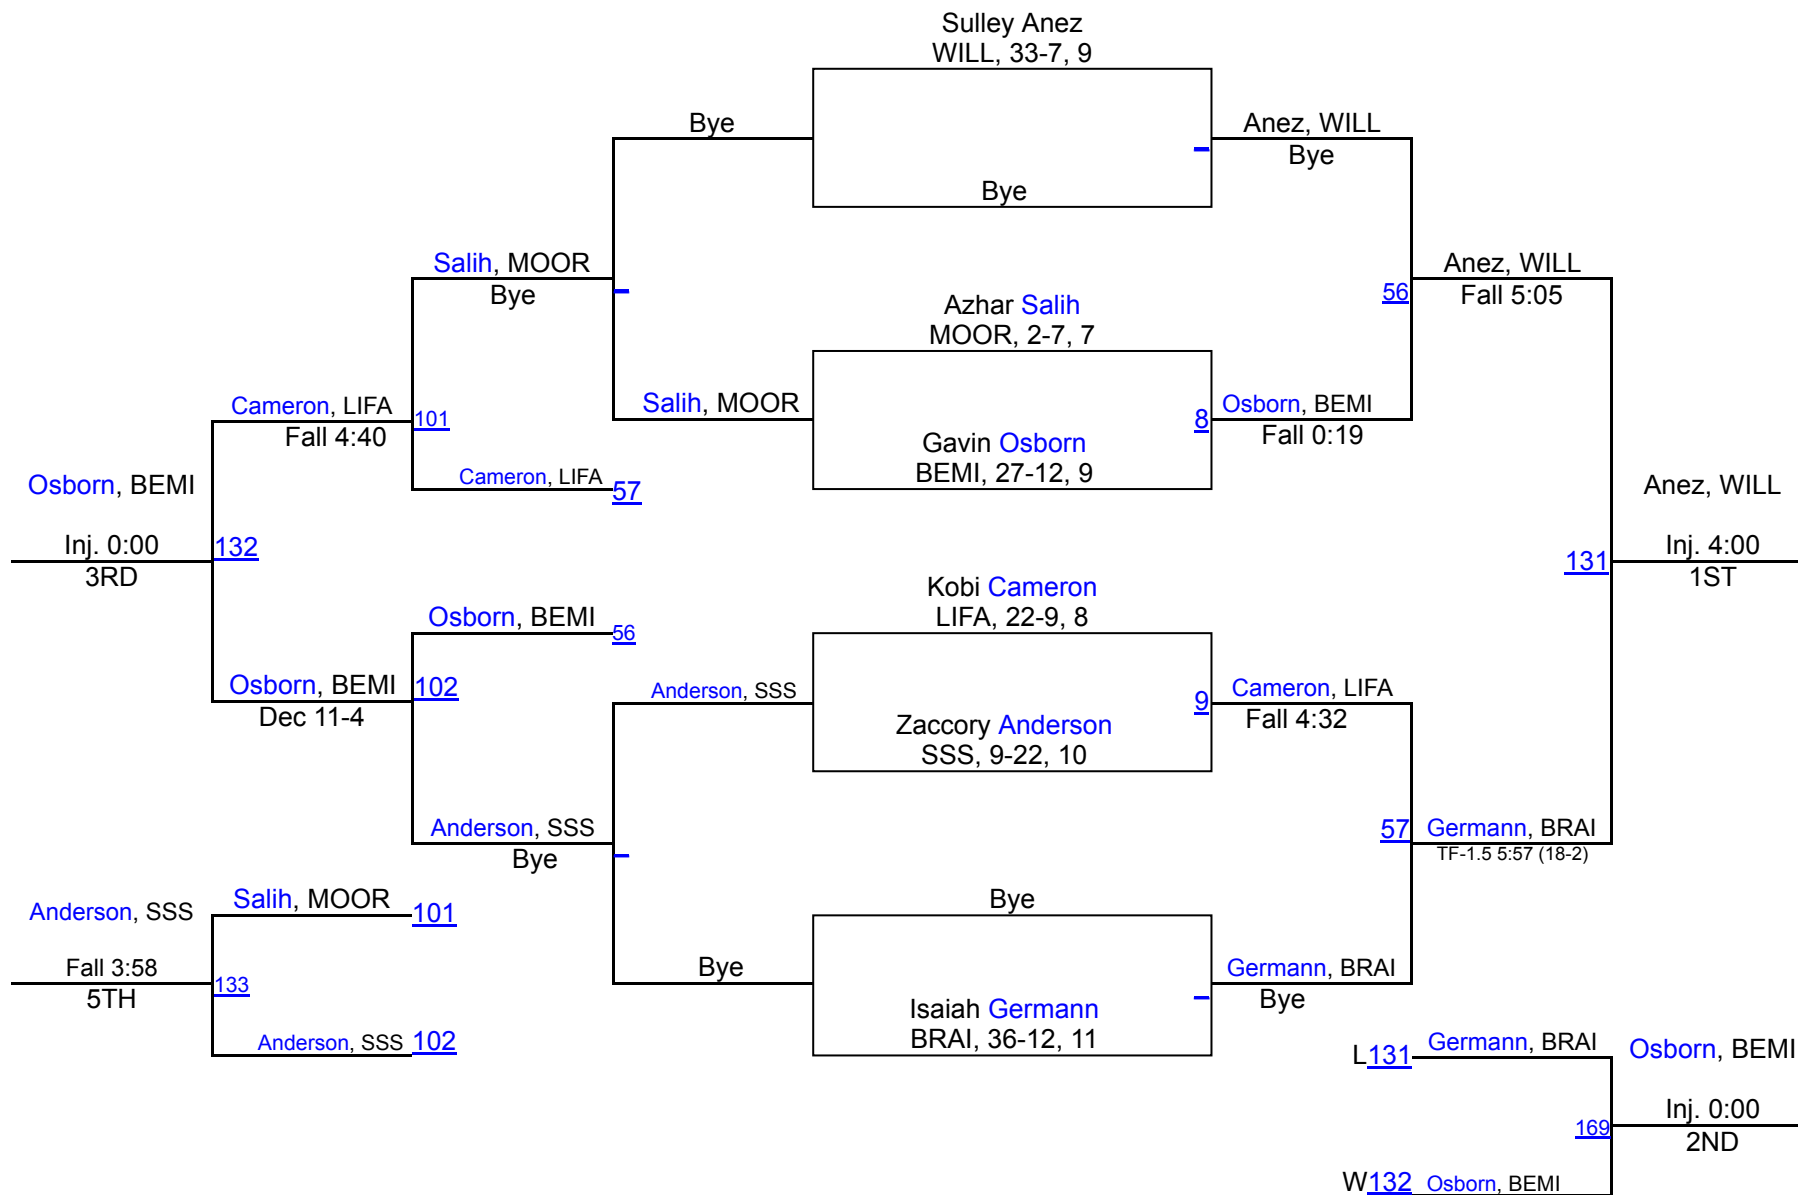 Sulley Anez
WILL, 33-7, 9
Bye
Anez, WILL
Bye
Bye
Salih, MOOR
Bye
Azhar Salih
MOOR, 2-7, 7
56
Anez, WILL
Fall 5:05
Cameron, LIFA
Fall 4:40
101
Salih, MOOR
8
Osborn, BEMI
Fall 0:19
Gavin Osborn
BEMI, 27-12, 9
Cameron, LIFA
57
Osborn, BEMI
Inj. 0:00
3RD
132
Anez, WILL
Inj. 4:00
1ST
131
Kobi Cameron
LIFA, 22-9, 8
Osborn, BEMI
56
Osborn, BEMI
Dec 11-4
102
Anderson, SSS
9
Cameron, LIFA
Fall 4:32
Zaccory Anderson
SSS, 9-22, 10
Anderson, SSS
Bye
57
Germann, BRAI
TF-1.5 5:57 (18-2)
Anderson, SSS
Fall 3:58
5TH
Salih, MOOR
101
133
Anderson, SSS
102
Bye
Bye
Germann, BRAI
Bye
Isaiah Germann
BRAI, 36-12, 11
L131
Germann, BRAI
Osborn, BEMI
Inj. 0:00
2ND
169
W132
Osborn, BEMI